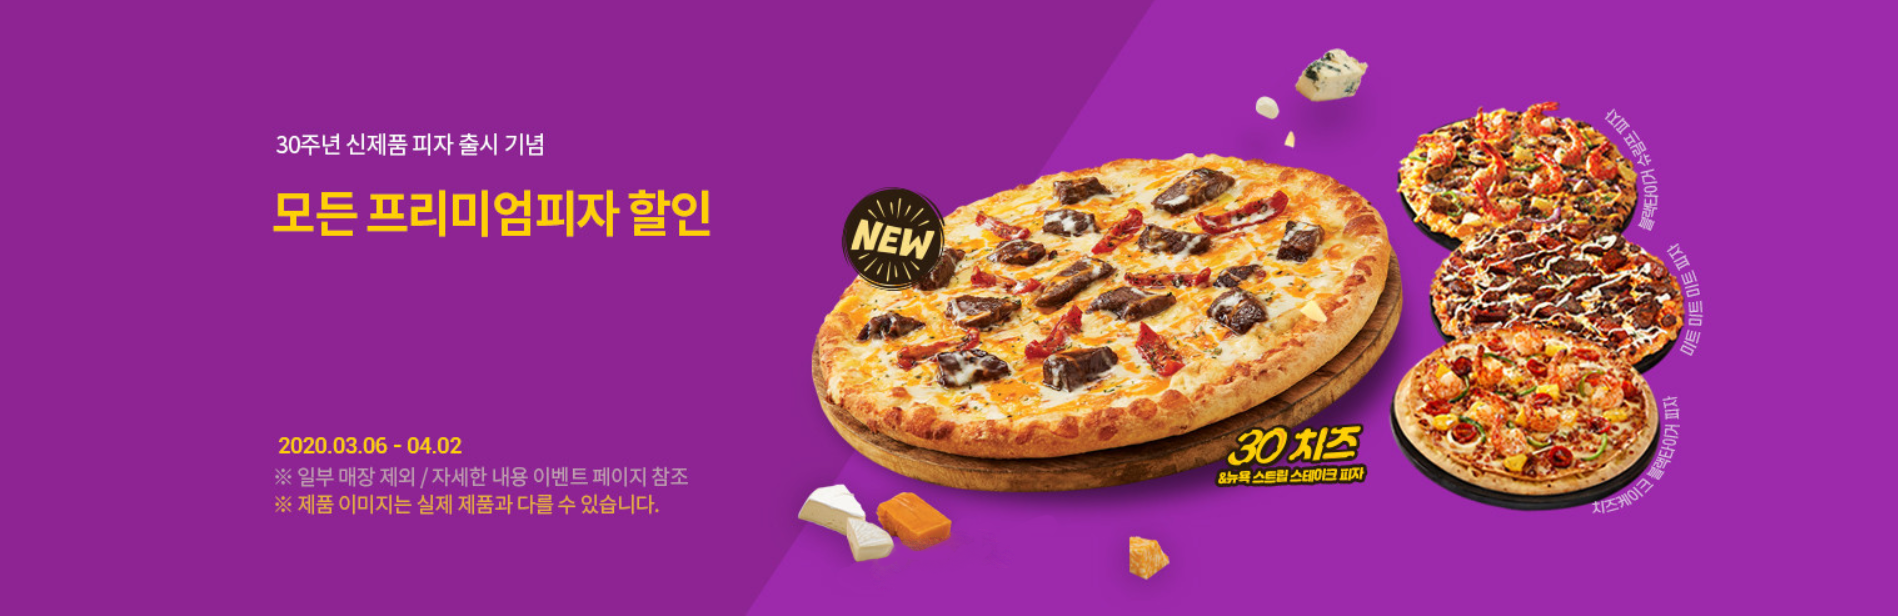 30주년 신제품 피자 출시 기념
모든 프리미엄피자 할인
2020.03.06 - 04.02
※ 일부 매장 제외 / 자세한 내용 이벤트 페이지 참조
※ 제품 이미지는 실제 제품과 다를 수 있습니다.
NEW
30 치즈
&뉴욕 스트립 스테이크 피자
블랙타이거 수림프 피자
미트 미트 미트 피자
치즈케이크 블랙타이거 피자